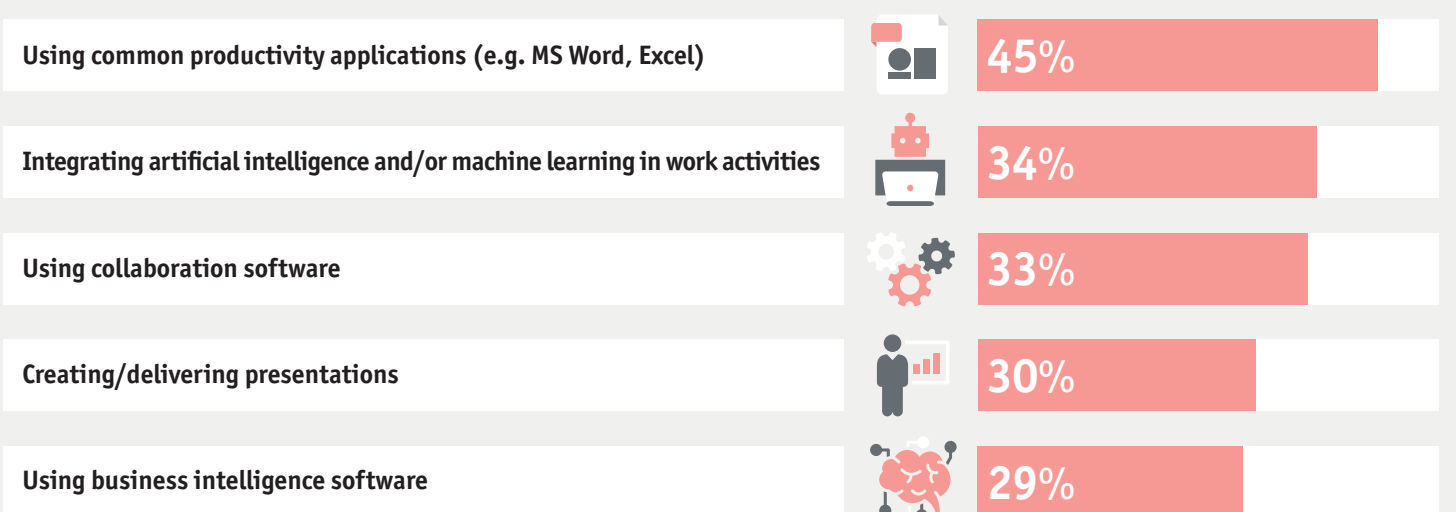 Using common productivity applications (e.g. MS Word, Excel)
45%
Integrating artificial intelligence and/or machine learning in work activities
34%
Using collaboration software
33%
Creating/delivering presentations
30%
Using business intelligence software
29%